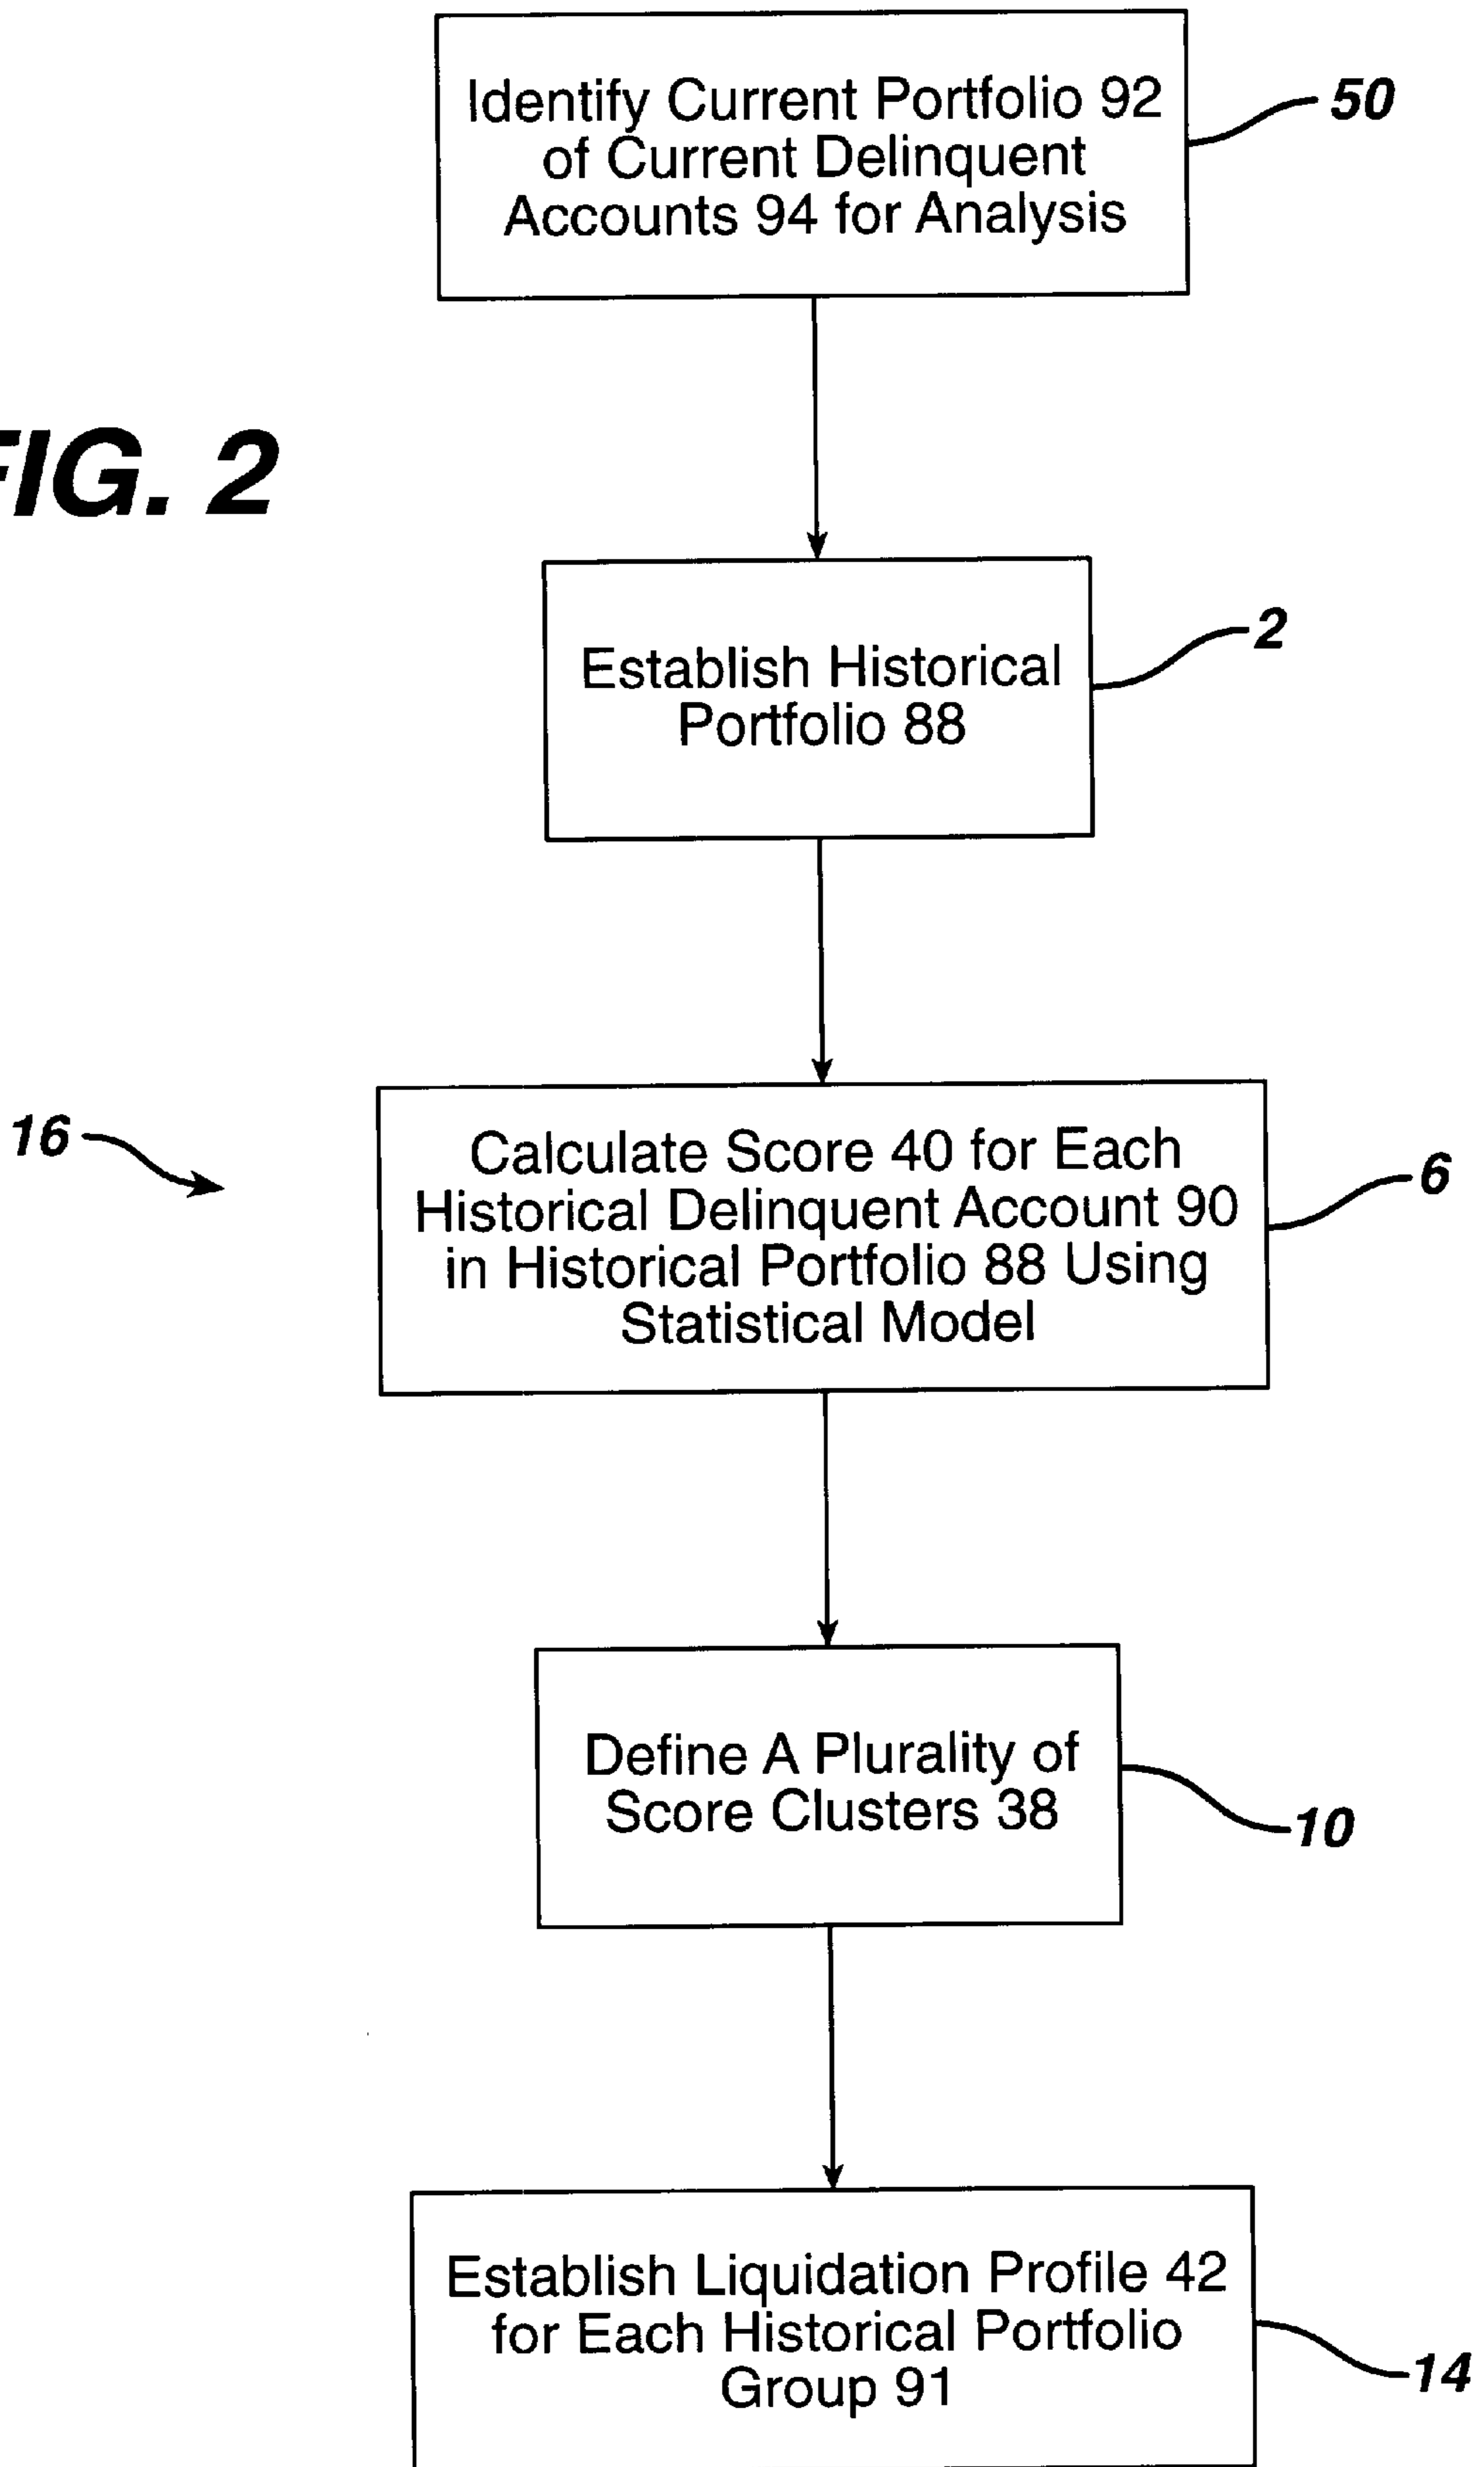 Identify Current Portfolio 92
of Current Delinquent
Accounts 94 for Analysis
50
FIG. 2
Establish Historical
Portfolio 88
2
16
Calculate Score 40 for Each
Historical Delinquent Account 90
in Historical Portfolio 88 Using
Statistical Model
6
Define A Plurality of
Score Clusters 38
10
Establish Liquidation Profile 42
for Each Historical Portfolio
Group 91
14